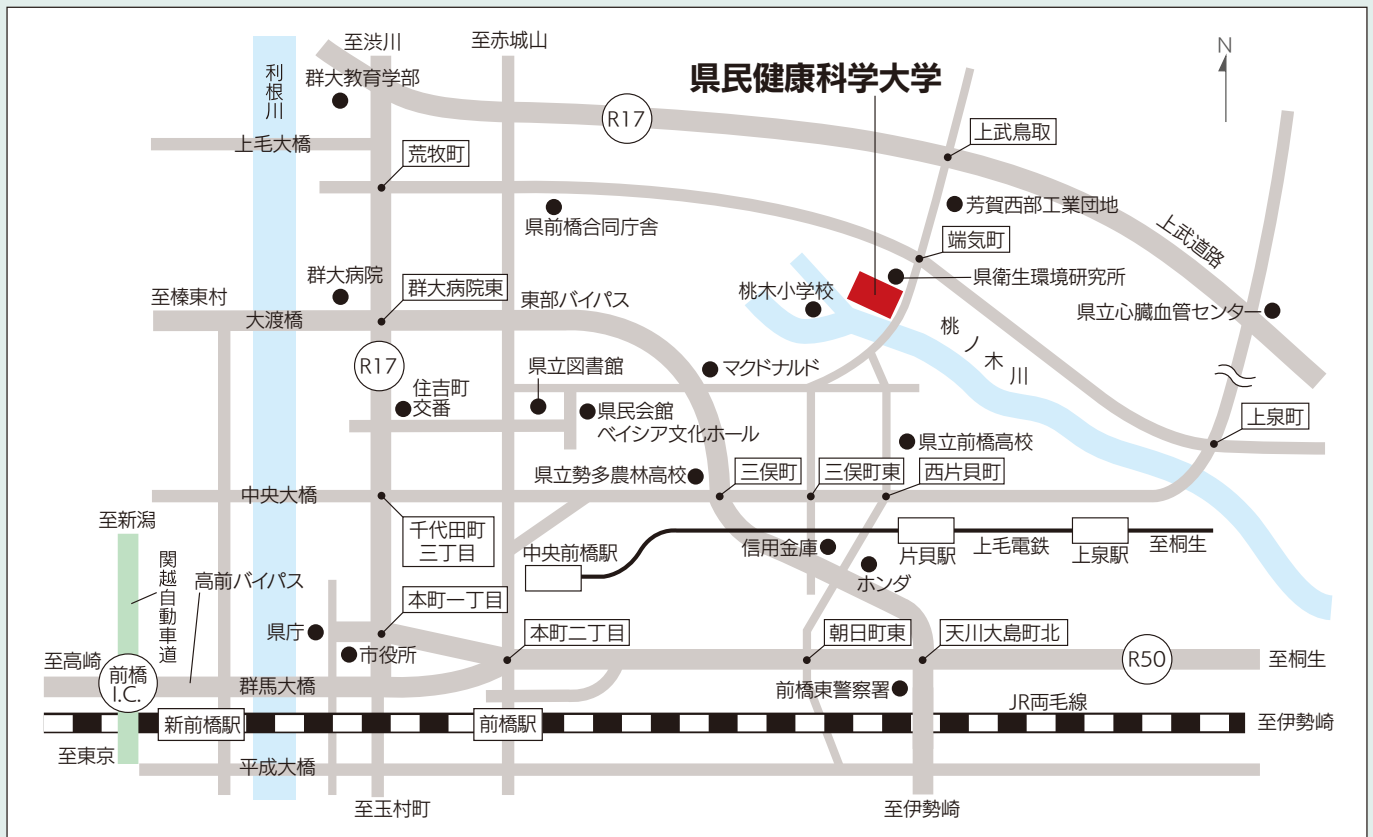 至渋川
至赤城山
N
利根川
群大教育学部
県民健康科学大学
R17
上毛大橋
荒牧町
上武鳥取
芳賀西部工業団地
県前橋合同庁舎
端気町
上武道路
群大病院
群大病院東
県衛生環境研究所
至榛東村
大渡橋
東部バイパス
桃木小学校
県立心臓血管センター
桃ノ木川
R17
県立図書館
マクドナルド
住吉町
交番
県民会館
ベイシア文化ホール
上泉町
県立前橋高校
県立勢多農林高校
三俣町
三俣町東
西片貝町
中央大橋
至新潟
千代田町
三丁目
中央前橋駅
信用金庫
片貝駅
上毛電鉄
上泉駅
至桐生
関越自動車道
高前バイパス
ホンダ
本町一丁目
県庁
本町二丁目
朝日町東
天川大島町北
市役所
至高崎
前橋
I.C.
R50
至桐生
群馬大橋
前橋東警察署
JR両毛線
新前橋駅
前橋駅
至伊勢崎
至東京
平成大橋
至玉村町
至伊勢崎